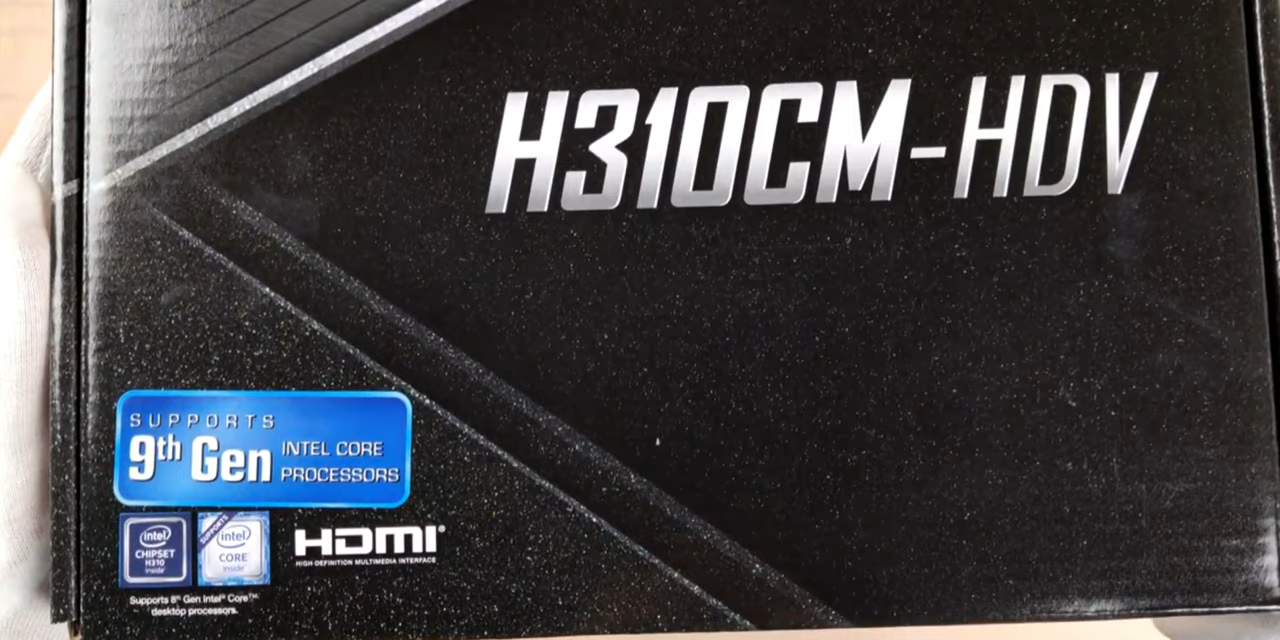 H310CM-HDV
SUPPORTS
9th Gen INTEL CORE
PROCESSORS
intel
CHIPSET
H310
inside
SUPPORTS
intel
CORE
inside
HDMI®
HIGH-DEFINITION MULTIMEDIA INTERFACE
Supports 8th Gen Intel® Core™
desktop processors.